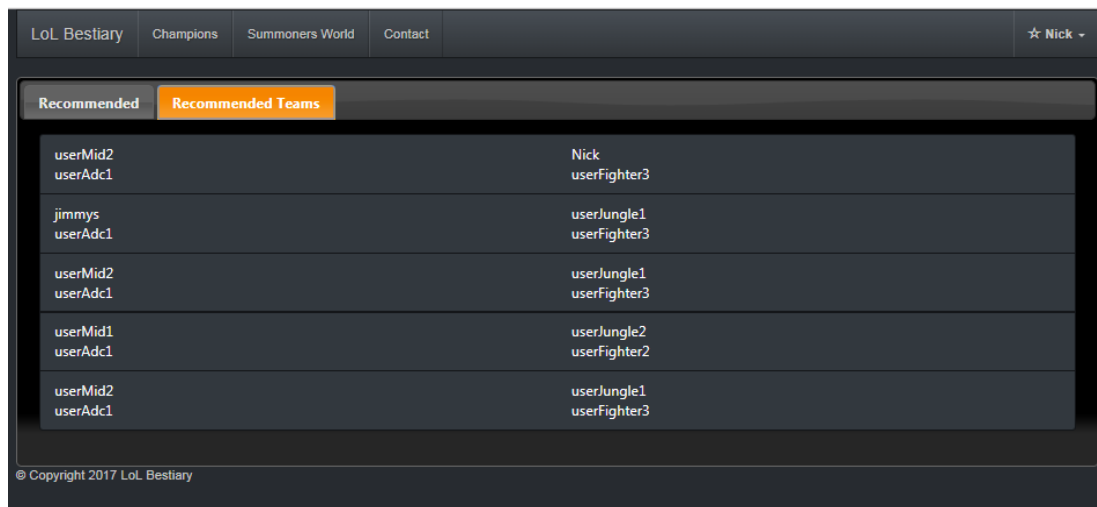 LoL Bestiary Champions Summoners World Contact ☆ Nick
Recommended Recommended Teams
userMid2 Nick
userAdc1 userFighter3
jimmys userJungle1
userAdc1 userFighter3
userMid2 userJungle1
userAdc1 userFighter3
userMid1 userJungle2
userAdc1 userFighter2
userMid2 userJungle1
userAdc1 userFighter3
© Copyright 2017 LoL Bestiary